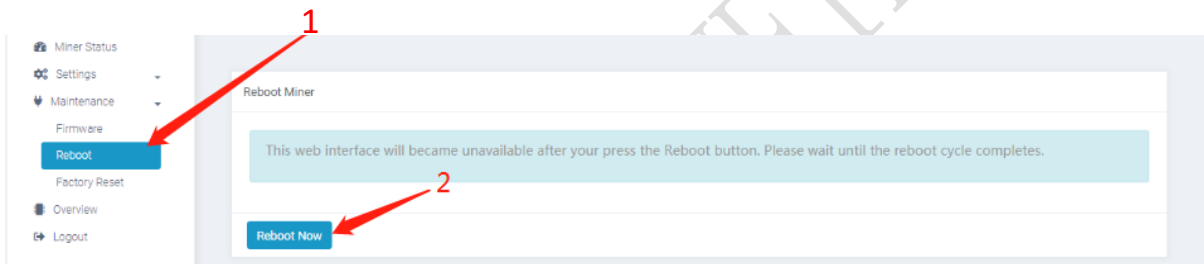 1
Miner Status
Settings
Maintenance
Firmware
Reboot
Factory Reset
Overview
Logout
Reboot Miner
This web interface will became unavailable after your press the Reboot button. Please wait until the reboot cycle completes.
2
Reboot Now